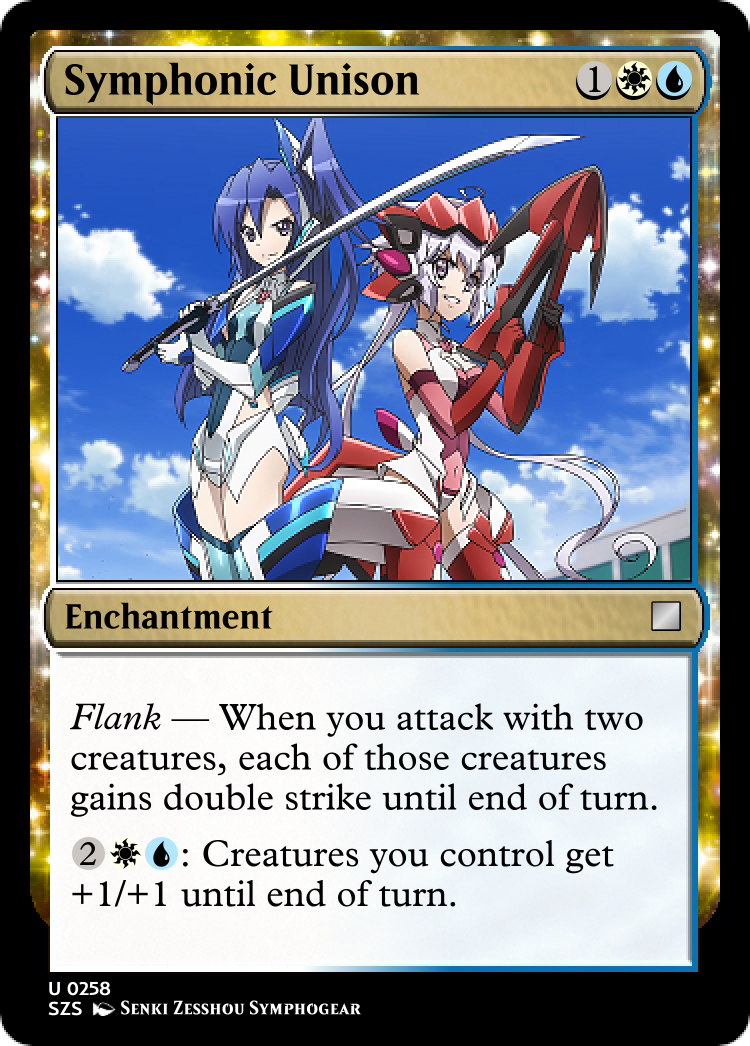 Symphonic Unison 1
Enchantment
Flank — When you attack with two
creatures, each of those creatures
gains double strike until end of turn.
2 : Creatures you control get
+1/+1 until end of turn.
U 0258
SZS Senki Zesshou Symphogear